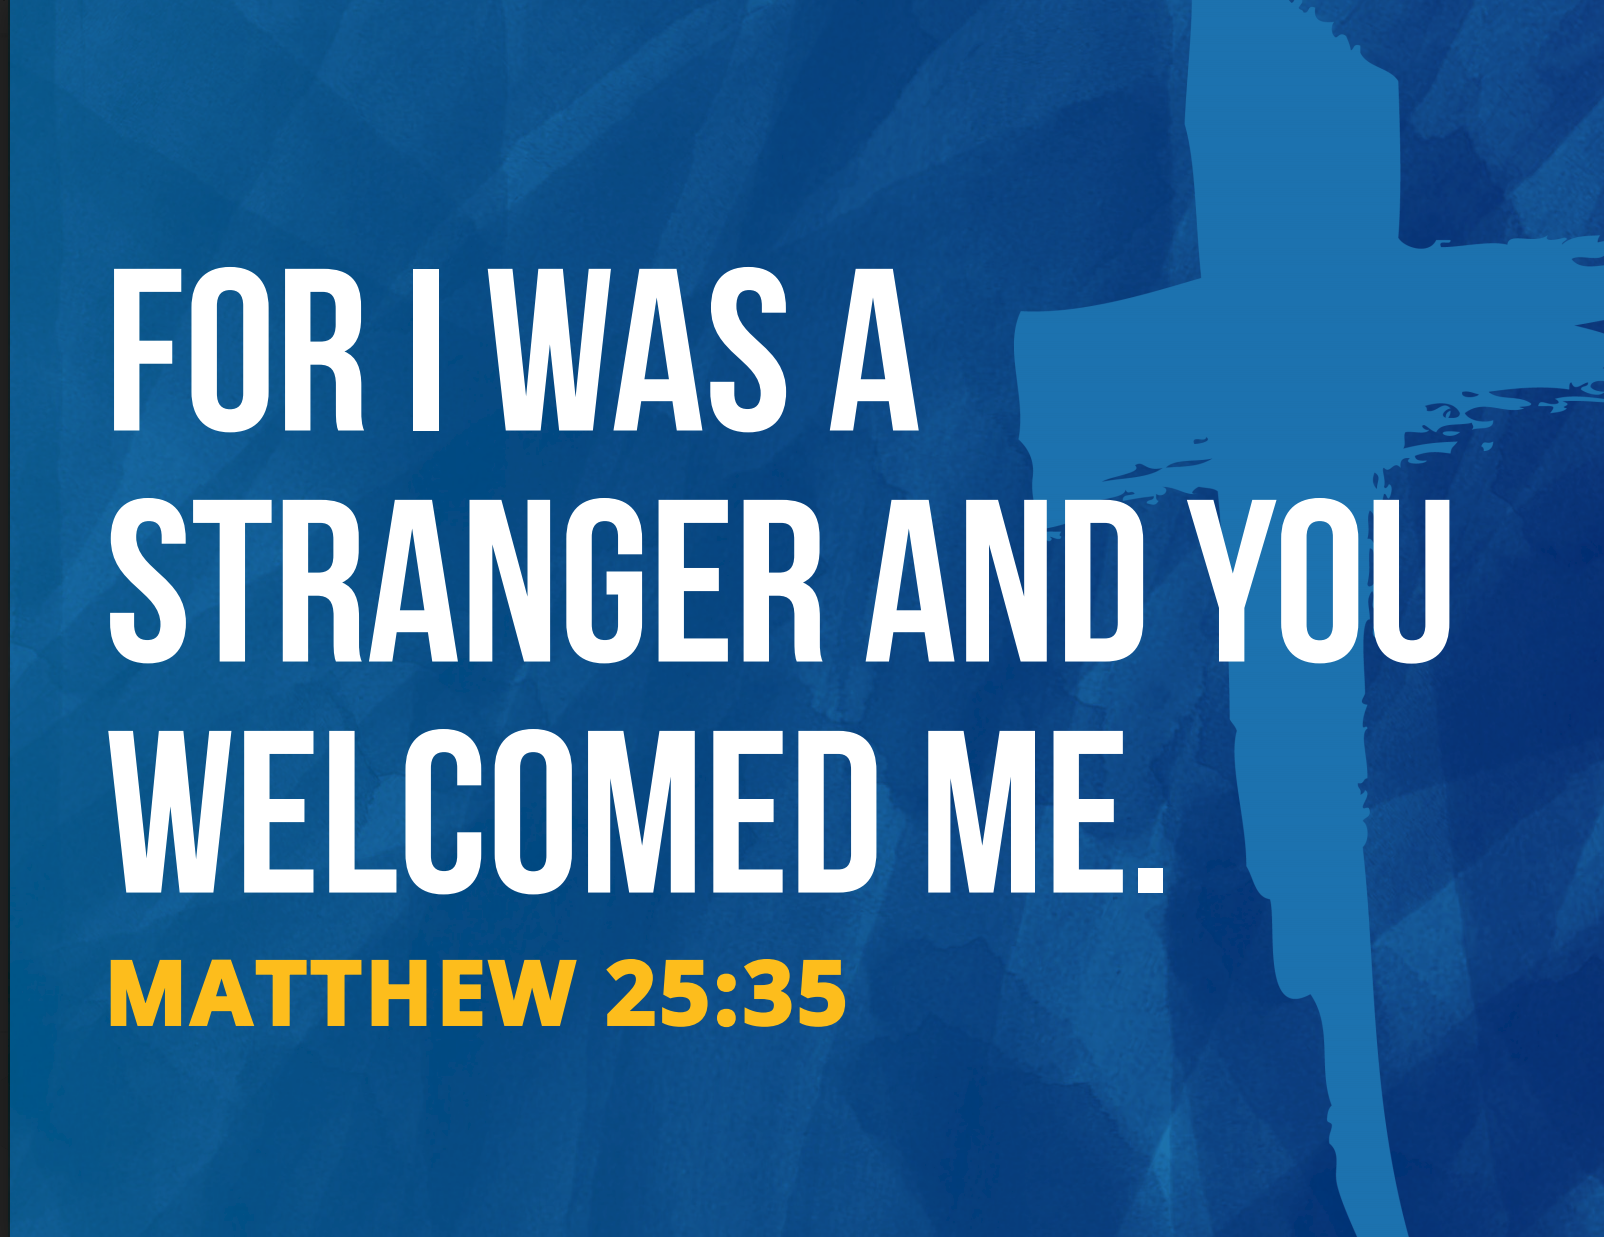 FOR I WAS A
STRANGER AND YOU
WELCOMED ME.
MATTHEW 25:35